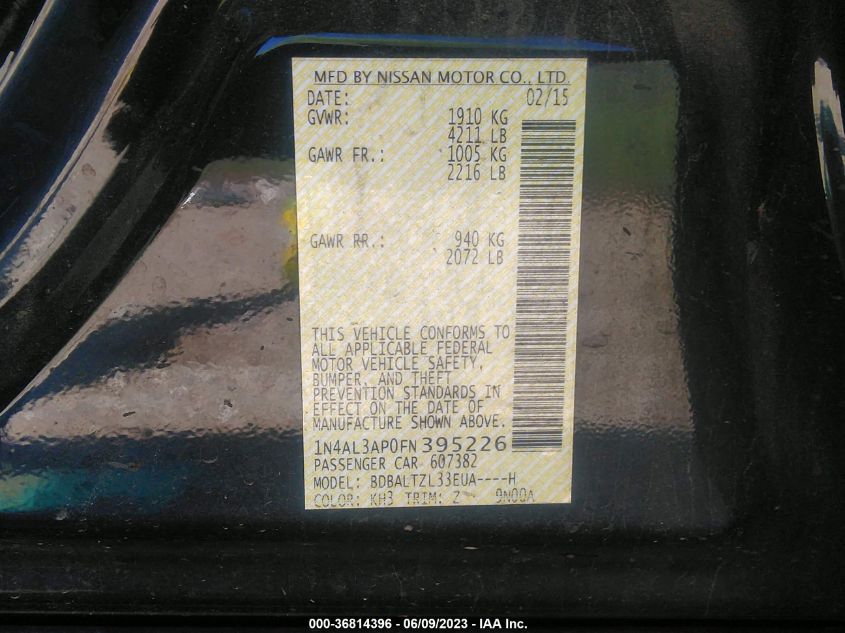 MFD BY NISSAN MOTOR CO., LTD.
DATE: 02/15
GVWR: 1910 KG
4211 LB
GAWR FR.: 1005 KG
2216 LB
GAWR RR.: 940 KG
2072 LB
THIS VEHICLE CONFORMS TO
ALL APPLICABLE FEDERAL
MOTOR VEHICLE SAFETY,
BUMPER, AND THEFT
PREVENTION STANDARDS IN
EFFECT ON THE DATE OF
MANUFACTURE SHOWN ABOVE.
1N4AL3AP0FN395226
PASSENGER CAR 607382
MODEL: BDBALTZL33EUA----H
COLOR: KH3 TRIM: Z 9N00A
000-36814396 - 06/09/2023 - IAA Inc.